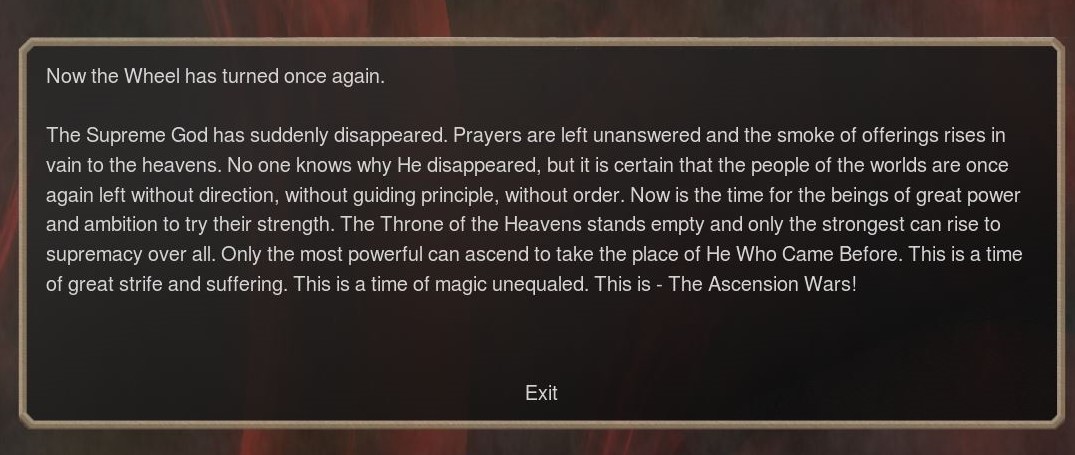 Now the Wheel has turned once again.
The Supreme God has suddenly disappeared. Prayers are left unanswered and the smoke of offerings rises in
vain to the heavens. No one knows why He disappeared, but it is certain that the people of the worlds are once
again left without direction, without guiding principle, without order. Now is the time for the beings of great power
and ambition to try their strength. The Throne of the Heavens stands empty and only the strongest can rise to
supremacy over all. Only the most powerful can ascend to take the place of He Who Came Before. This is a time
of great strife and suffering. This is a time of magic unequaled. This is - The Ascension Wars!
Exit